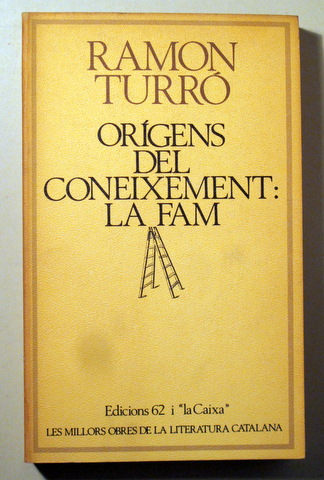 RAMON
TURRÓ
ORÍGENS
DEL
CONEIXEMENT:
LA FAM
Edicions 62 i "la Caixa"
LES MILLORS OBRES DE LA LITERATURA CATALANA